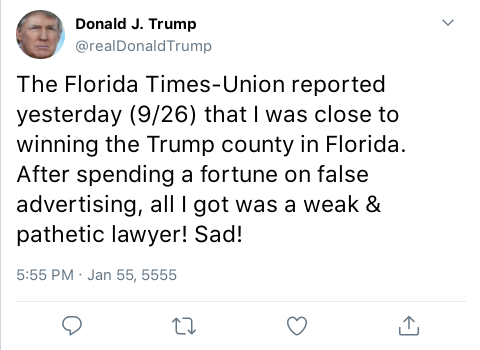 Donald J. Trump
@realDonaldTrump
The Florida Times-Union reported
yesterday (9/26) that I was close to
winning the Trump county in Florida.
After spending a fortune on false
advertising, all I got was a weak &
pathetic lawyer! Sad!
5:55 PM · Jan 55, 5555